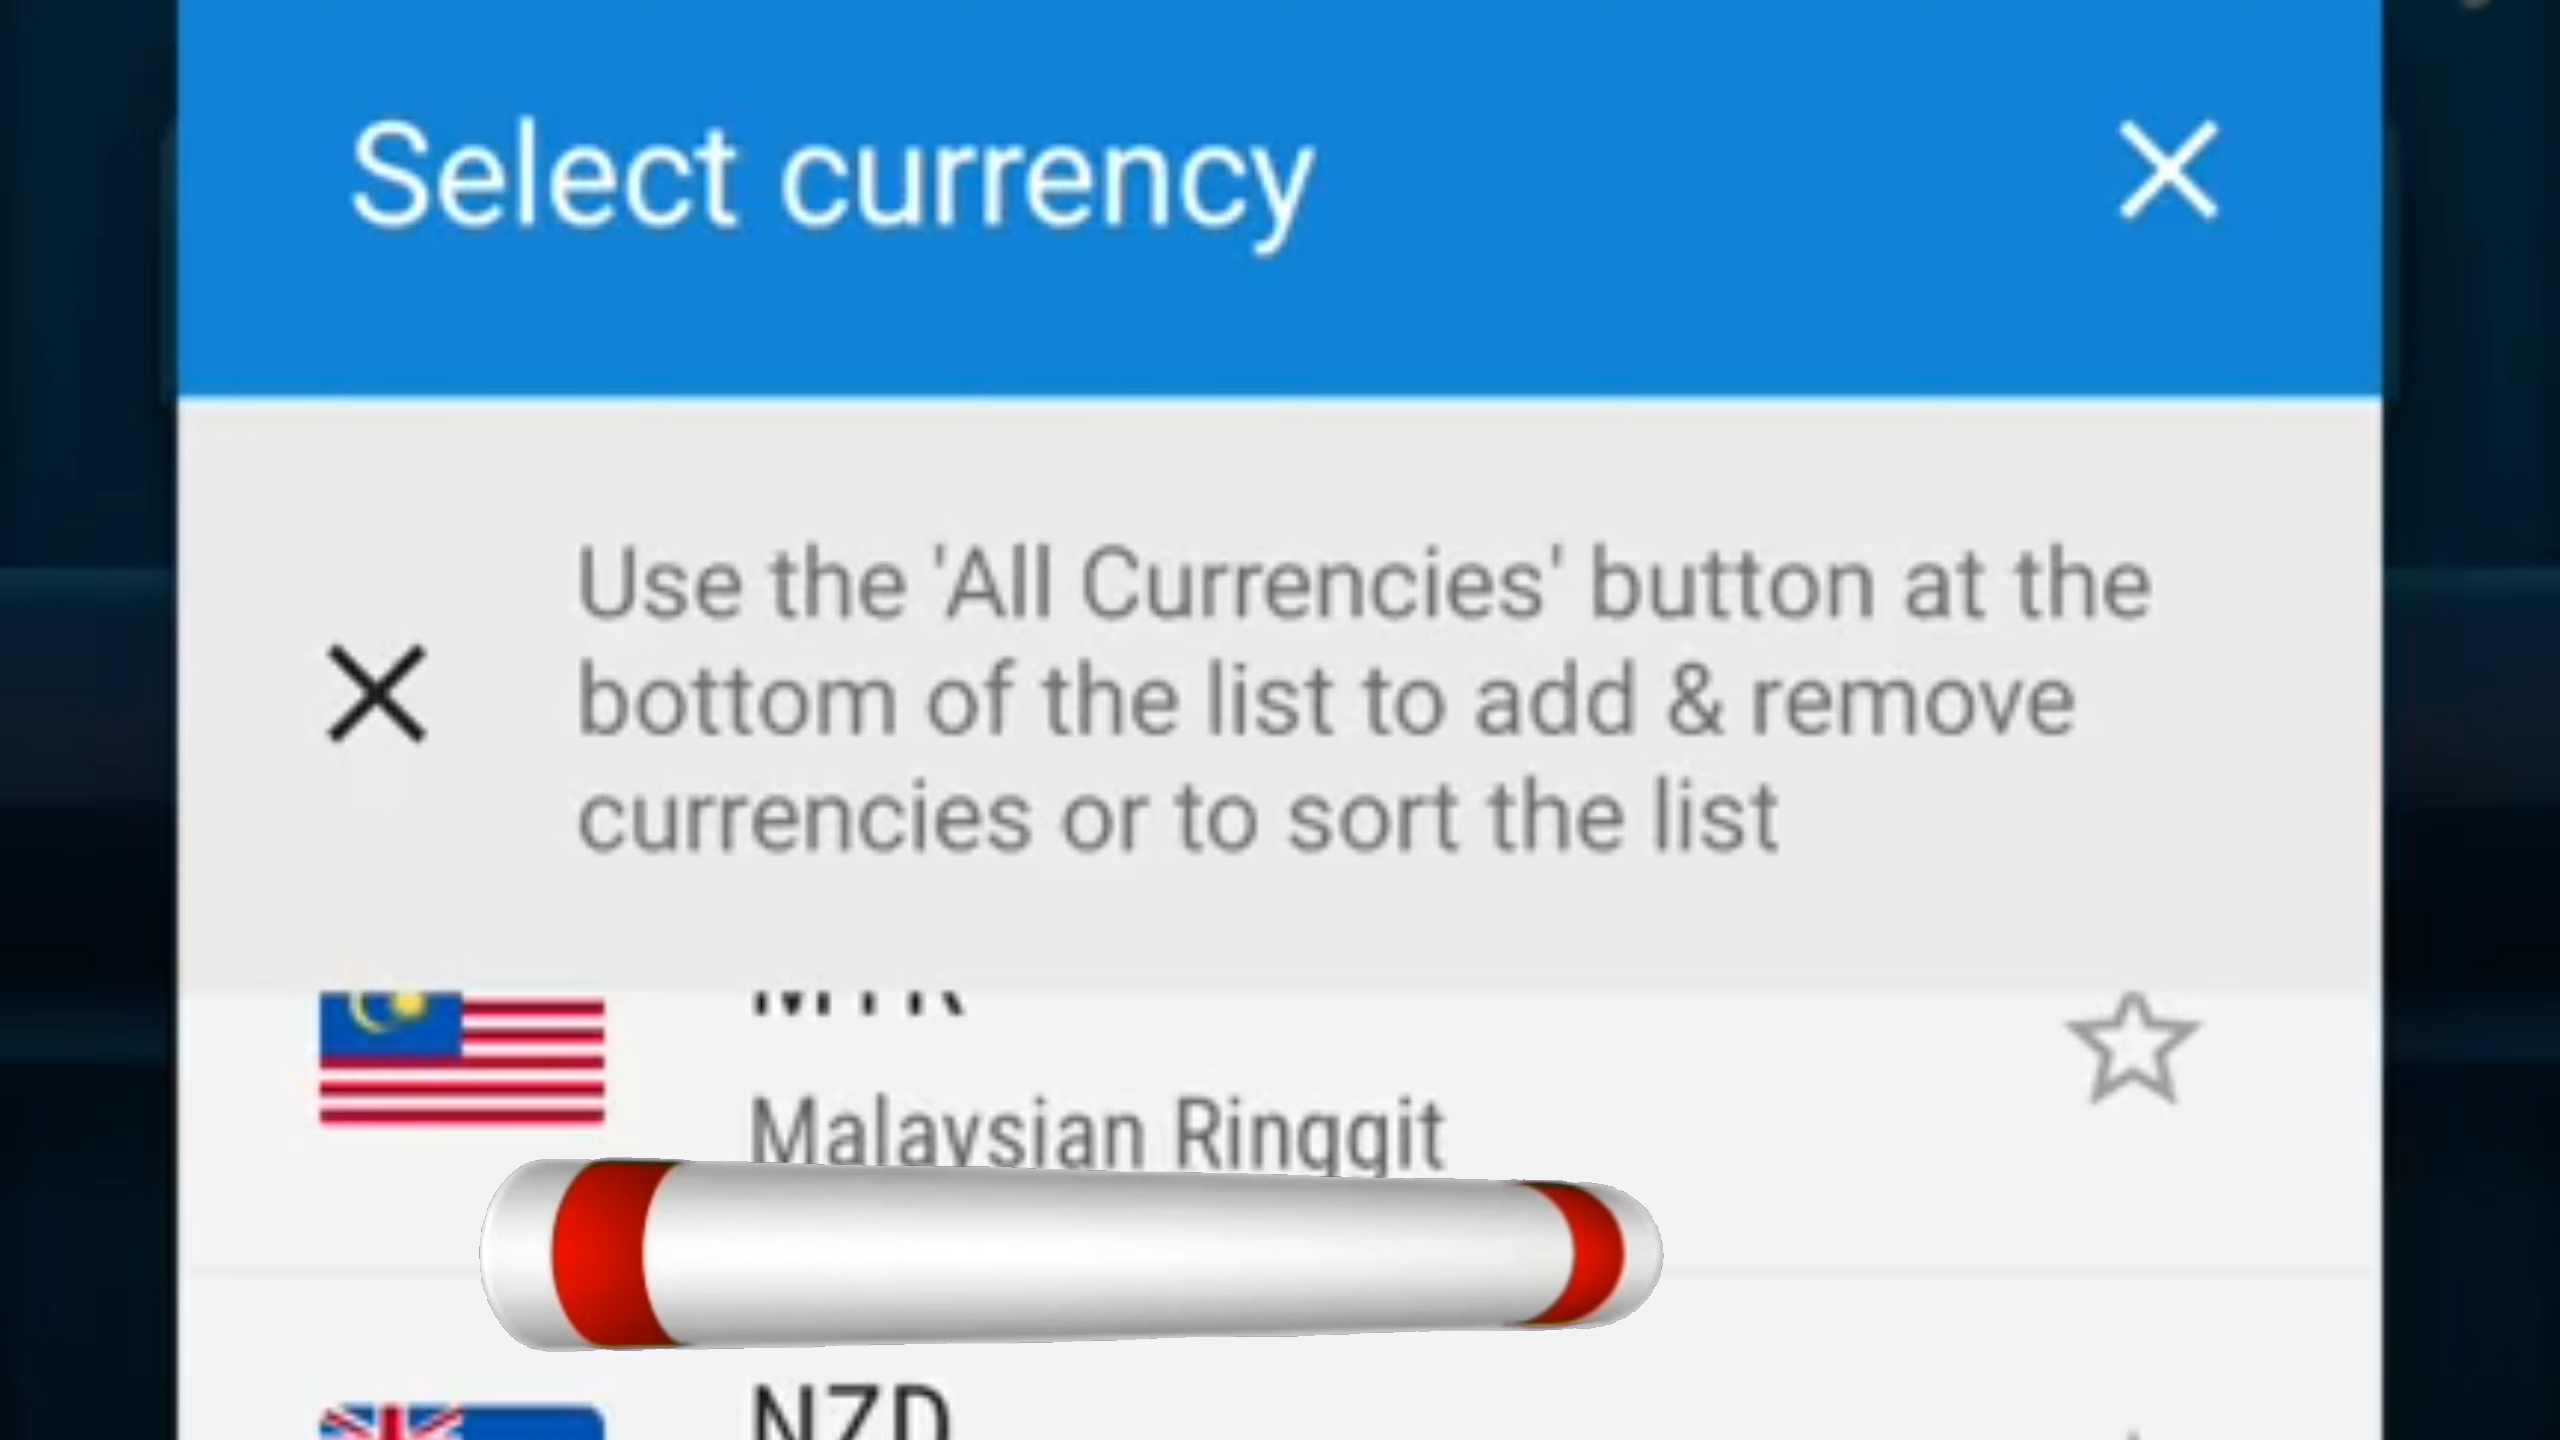 Select currency
Use the 'All Currencies' button at the
bottom of the list to add & remove
currencies or to sort the list
Malaysian Ringgit
NZD